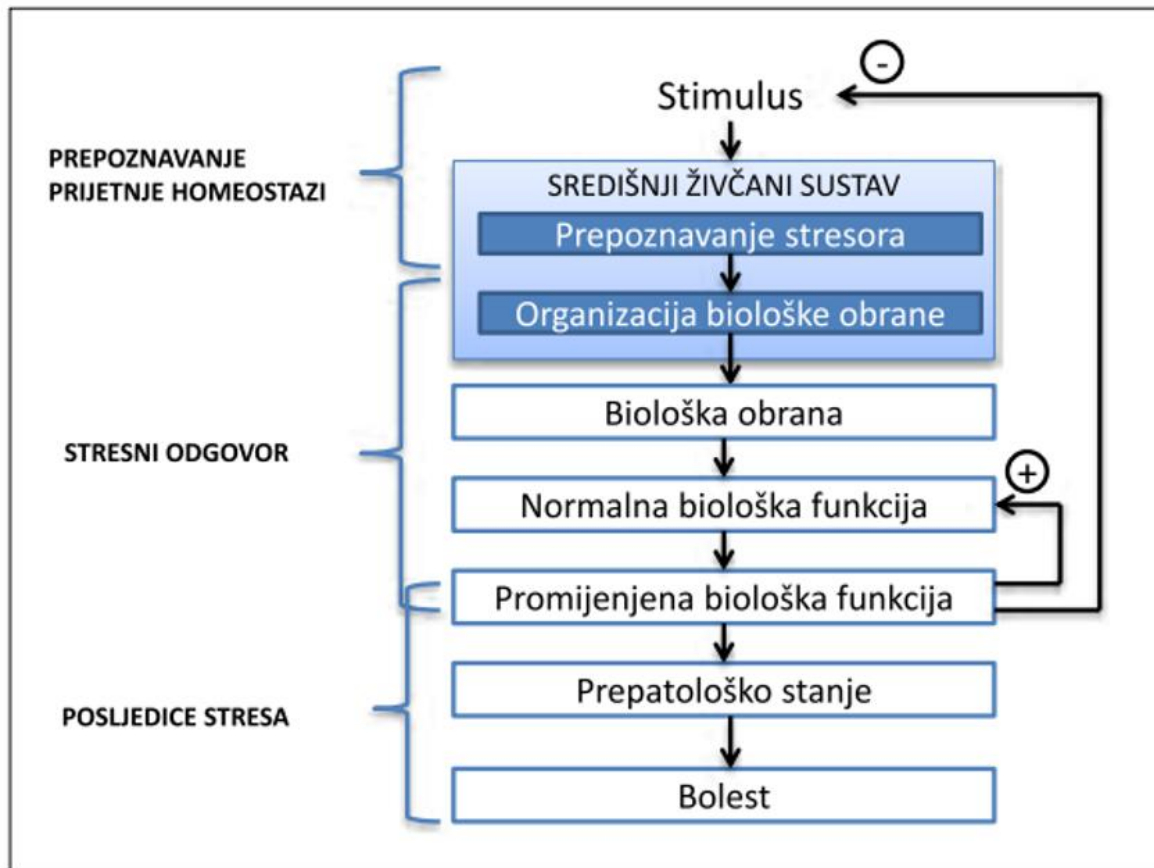 -
Stimulus
PREPOZNAVANJE
PRIJETNJE HOMEOSTAZI
SREDIŠNJI ŽIVČANI SUSTAV
Prepoznavanje stresora
Organizacija biološke obrane
Biološka obrana
STRESNI ODGOVOR
+
Normalna biološka funkcija
Promijenjena biološka funkcija
Prepatološko stanje
POSLJEDICE STRESA
Bolest